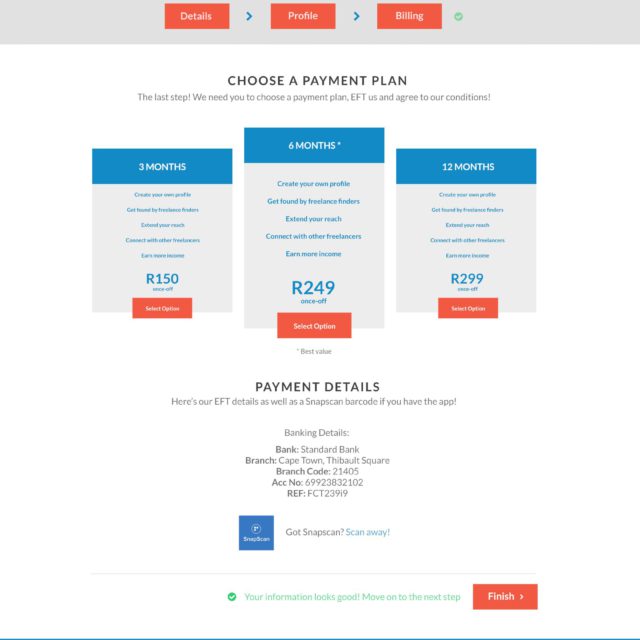 Details
Profile
Billing
CHOOSE A PAYMENT PLAN
The last step! We need you to choose a payment plan, EFT us and agree to our conditions!
3 MONTHS
Create your own profile
Get found by freelance finders
Extend your reach
Connect with other freelancers
Earn more income
R150
once-off
Select Option
6 MONTHS *
Create your own profile
Get found by freelance finders
Extend your reach
Connect with other freelancers
Earn more income
R249
once-off
Select Option
* Best value
12 MONTHS
Create your own profile
Get found by freelance finders
Extend your reach
Connect with other freelancers
Earn more income
R299
once-off
Select Option
PAYMENT DETAILS
Here's our EFT details as well as a Snapscan barcode if you have the app!
Banking Details:
Bank: Standard Bank
Branch: Cape Town, Thibault Square
Branch Code: 21405
Acc No: 69923832102
REF: FCT239i9
SnapScan
Got Snapscan? Scan away!
Your information looks good! Move on to the next step
Finish